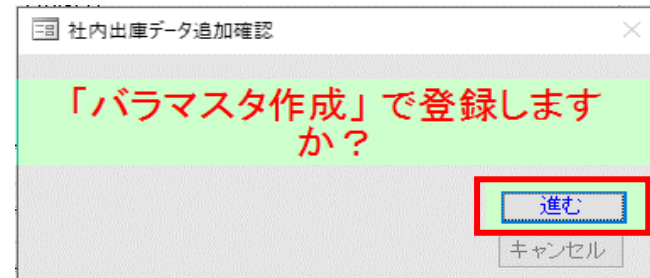 社内出庫データ追加確認
「バラマスタ作成」で登録します
か？
進む
キャンセル